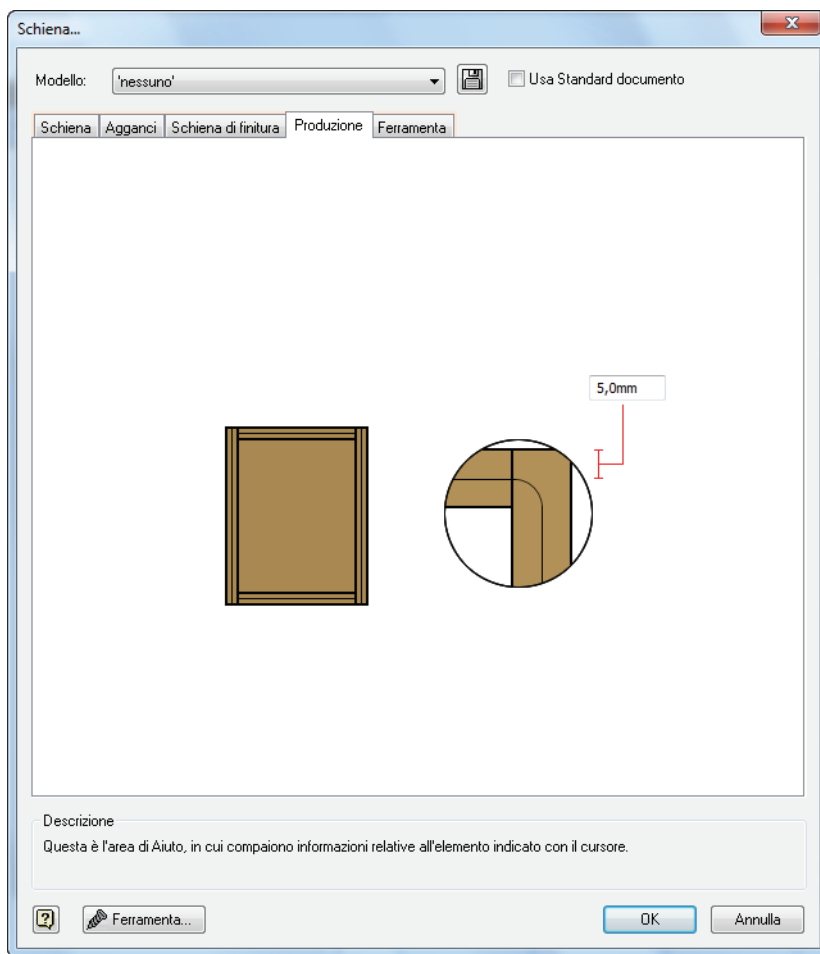 Schiena...
Modello: 'nessuno' Usa Standard documento
Schiena Agganci Schiena di finitura Produzione Ferramenta
5,0mm
Descrizione
Questa è l'area di Aiuto, in cui compaiono informazioni relative all'elemento indicato con il cursore.
? Ferramenta... OK Annulla